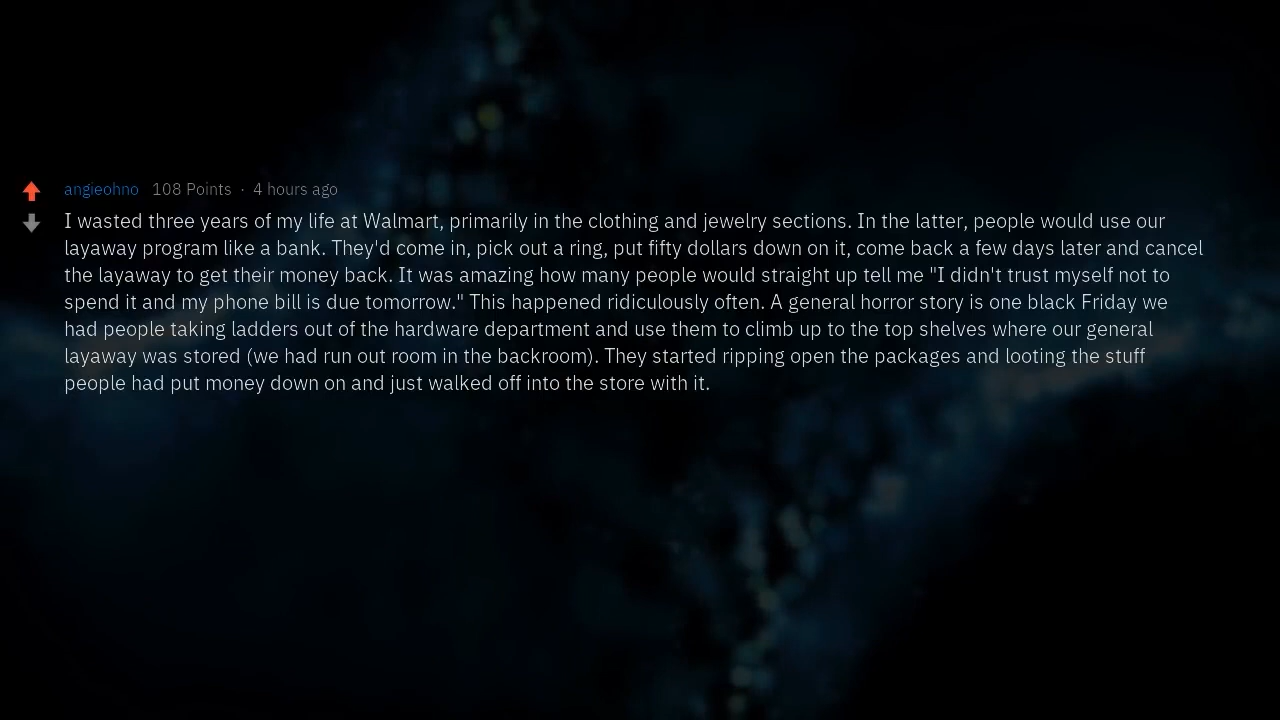 angieohno 108 Points · 4 hours ago
I wasted three years of my life at Walmart, primarily in the clothing and jewelry sections. In the latter, people would use our
layaway program like a bank. They'd come in, pick out a ring, put fifty dollars down on it, come back a few days later and cancel
the layaway to get their money back. It was amazing how many people would straight up tell me "I didn't trust myself not to
spend it and my phone bill is due tomorrow." This happened ridiculously often. A general horror story is one black Friday we
had people taking ladders out of the hardware department and use them to climb up to the top shelves where our general
layaway was stored (we had run out room in the backroom). They started ripping open the packages and looting the stuff
people had put money down on and just walked off into the store with it.